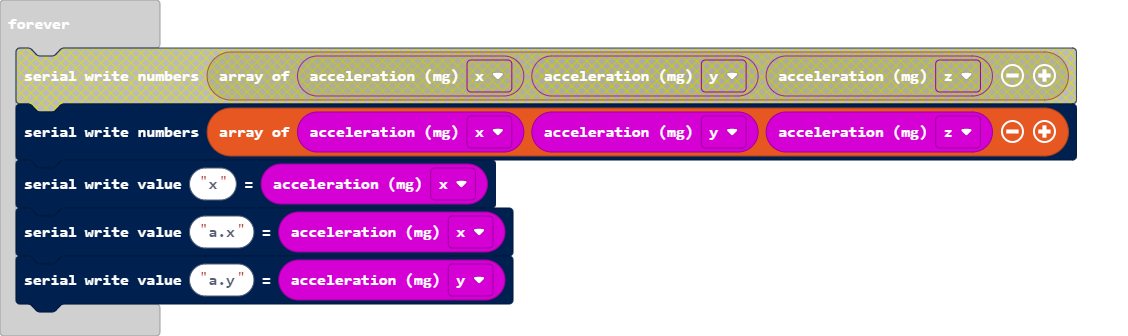 forever
serial write numbers array of acceleration (mg) x acceleration (mg) y acceleration (mg) z
serial write numbers array of acceleration (mg) x acceleration (mg) y acceleration (mg) z
serial write value "x" = acceleration (mg) x
serial write value "a.x" = acceleration (mg) x
serial write value "a.y" = acceleration (mg) y